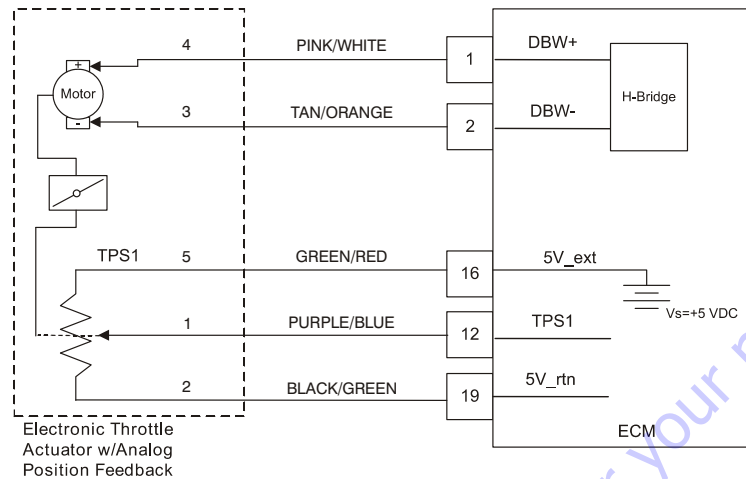 4 PINK/WHITE 1 DBW+
+
Motor
-
H-Bridge
3 TAN/ORANGE 2 DBW-
TPS1 5 GREEN/RED 16 5V_ext
Vs=+5 VDC
1 PURPLE/BLUE 12 TPS1
2 BLACK/GREEN 19 5V_rtn
ECM
Electronic Throttle
Actuator w/Analog
Position Feedback
your